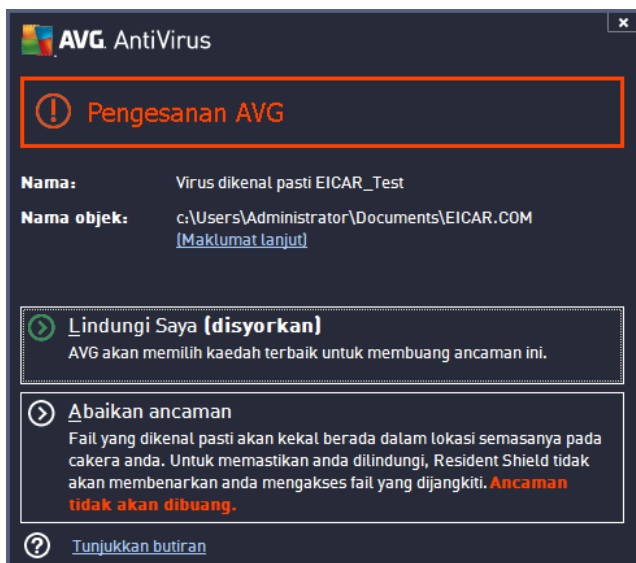 AVG. AntiVirus
x
Pengesanan AVG
Nama: Virus dikenal pasti EICAR_Test
Nama objek: c:\Users\Administrator\Documents\EICAR.COM
(Maklumat lanjut)
Lindungi Saya (disyorkan)
AVG akan memilih kaedah terbaik untuk membuang ancaman ini.
Abaikan ancaman
Fail yang dikenal pasti akan kekal berada dalam lokasi semasanya pada
cakera anda. Untuk memastikan anda dilindungi, Resident Shield tidak
akan membenarkan anda mengakses fail yang dijangkiti. Ancaman
tidak akan dibuang.
? Tunjukkan butiran